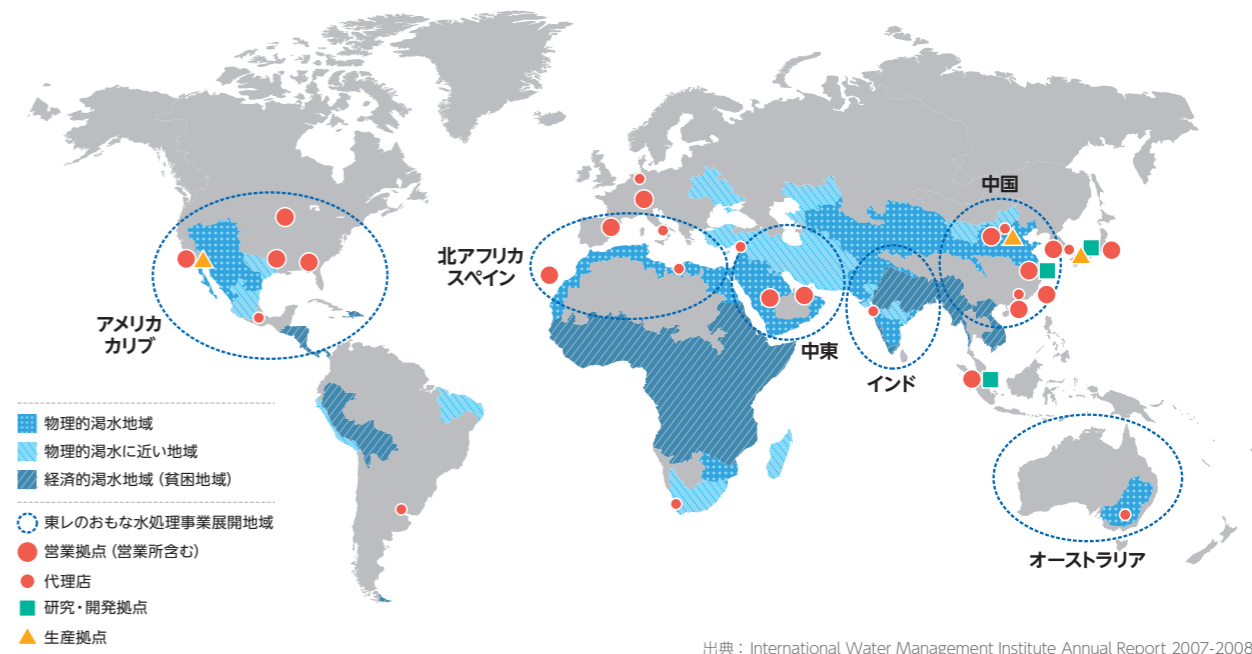 中国
北アフリカ
スペイン
アメリカ
カリブ
中東
インド
物理的渇水地域
物理的渇水に近い地域
経済的渇水地域（貧困地域）
東レのおもな水処理事業展開地域
営業拠点（営業所含む）
代理店
研究・開発拠点
生産拠点
オーストラリア
出典：International Water Management Institute Annual Report 2007-2008